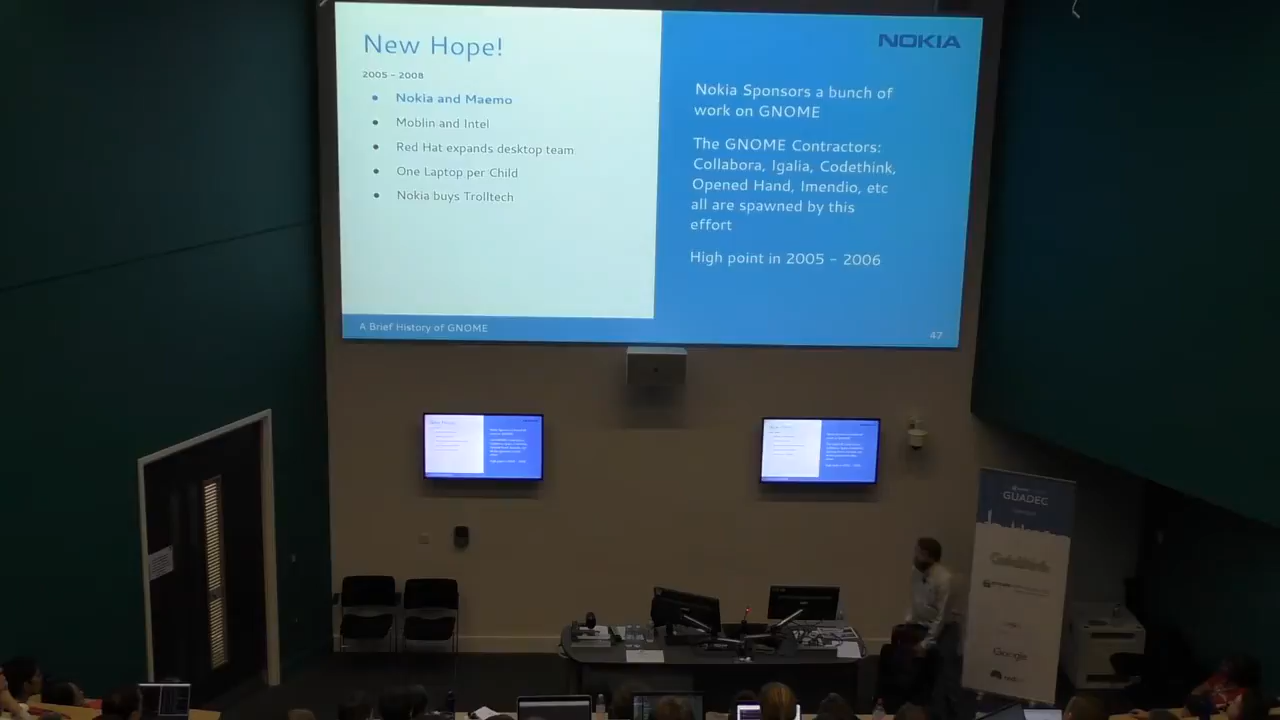 New Hope!
2005 - 2008
• Nokia and Maemo
• Moblin and Intel
• Red Hat expands desktop team
• One Laptop per Child
• Nokia buys Trolltech
A Brief History of GNOME
NOKIA
Nokia Sponsors a bunch of
work on GNOME
The GNOME Contractors:
Collabora, Igalia, Codethink,
Opened Hand, Imendio, etc
all are spawned by this
effort
High point in 2005 - 2006
47
GUADEC
Google